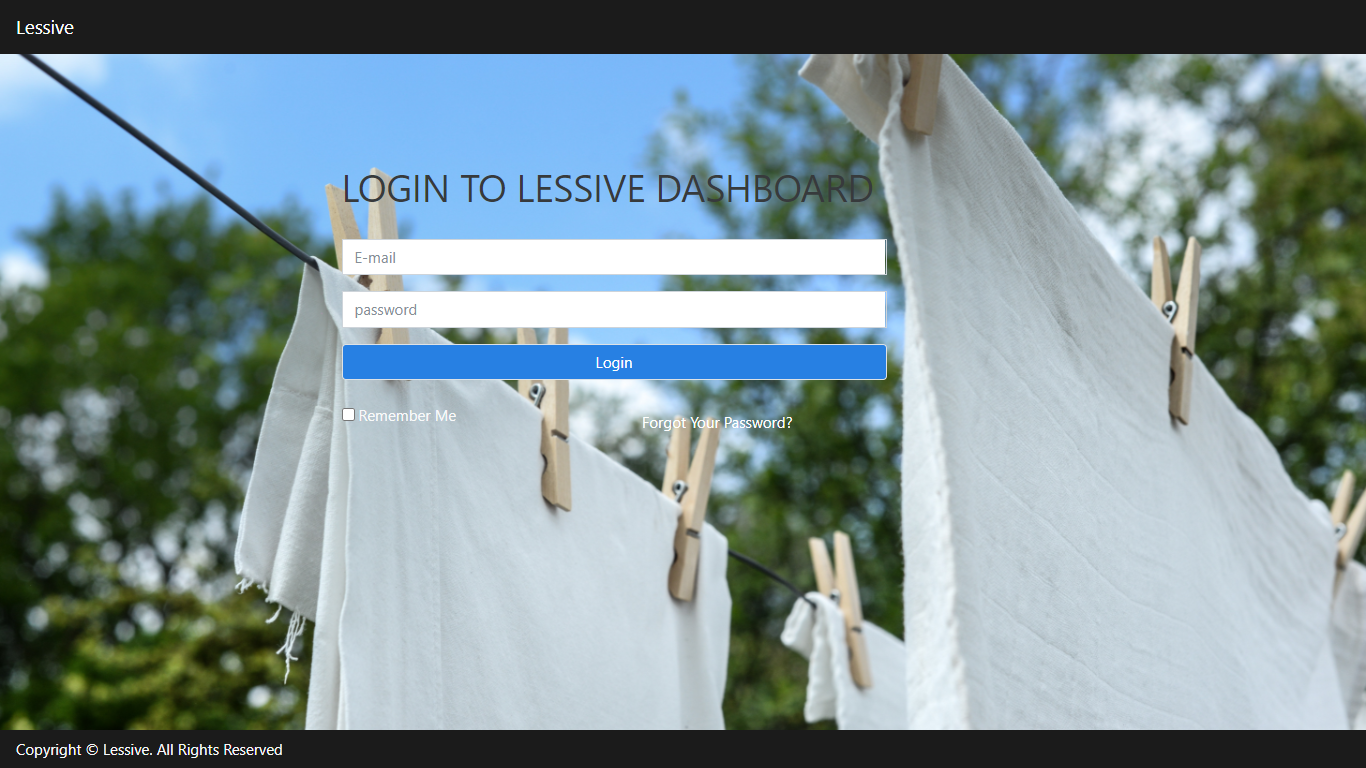 Lessive
LOGIN TO LESSIVE DASHBOARD
E-mail
password
Login
Remember Me
Forgot Your Password?
Copyright © Lessive. All Rights Reserved